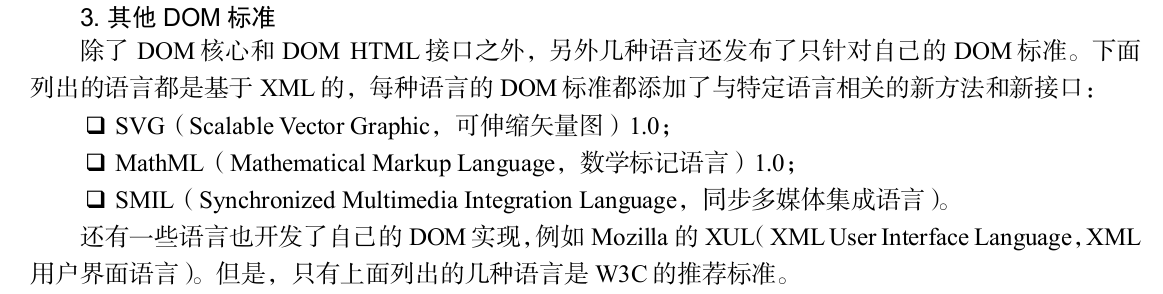 3. 其他 DOM 标准
除了 DOM 核心和 DOM HTML 接口之外，另外几种语言还发布了只针对自己的 DOM 标准。下面
列出的语言都是基于 XML 的，每种语言的 DOM 标准都添加了与特定语言相关的新方法和新接口：
❑ SVG（Scalable Vector Graphic，可伸缩矢量图）1.0；
❑ MathML（Mathematical Markup Language，数学标记语言）1.0；
❑ SMIL（Synchronized Multimedia Integration Language，同步多媒体集成语言）。
还有一些语言也开发了自己的 DOM 实现，例如 Mozilla 的 XUL（XML User Interface Language，XML
用户界面语言）。但是，只有上面列出的几种语言是 W3C 的推荐标准。